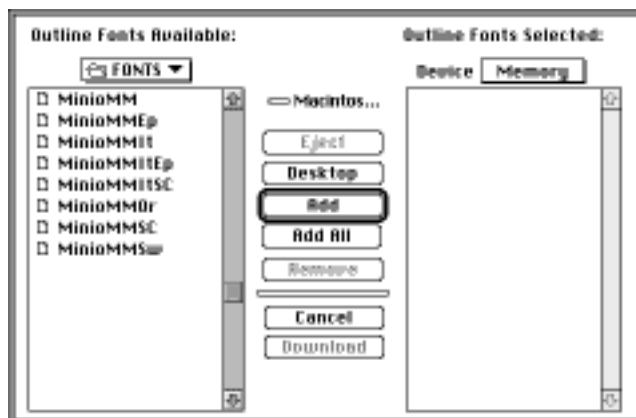 Outline Fonts Available:
FONTS
MinioMM
MinioMMEp
MinioMMIt
MinioMMItEp
MinioMMItSC
MinioMMOr
MinioMMSC
MinioMMSw
Macintos...
Eject
Desktop
Add
Add All
Remove
Cancel
Download
Outline Fonts Selected:
Device Memory